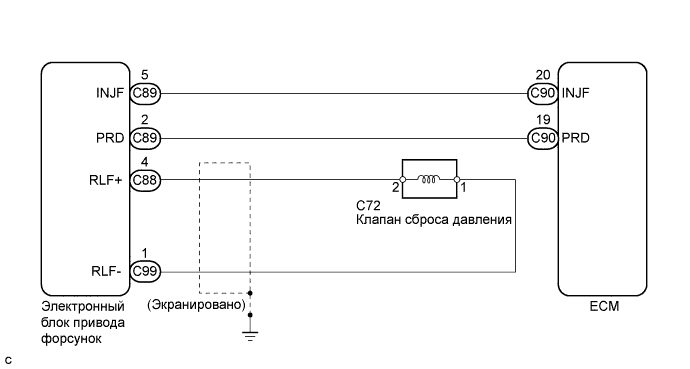 5 20
INJF C89 C90 INJF
2 19
PRD C89 C90 PRD
4
RLF+ C88 2 1
C72
Клапан сброса давления
1
RLF- C99
(Экранировано)
Электронный
блок привода
форсунок
ECM
c